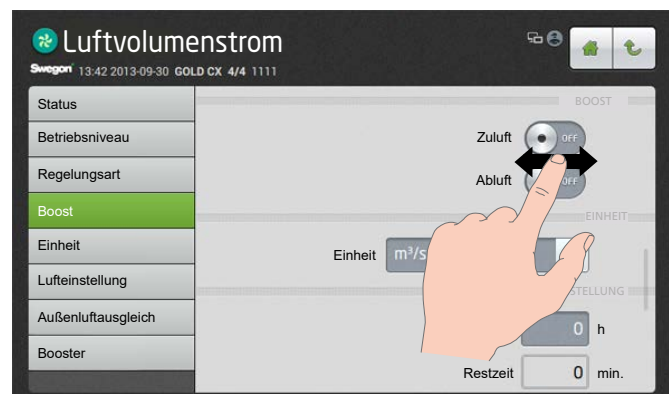 Luftvolumenstrom
Swegon 13:42 2013-09-30 GOLD CX 4/4 1111
Status
Betriebsniveau
Regelungsart
Boost
Einheit
Lufteinstellung
Außenluftausgleich
Booster
BOOST
Zuluft OFF
Abluft OFF
EINHEIT
Einheit m³/s
STELLUNG
0 h
Restzeit 0 min.